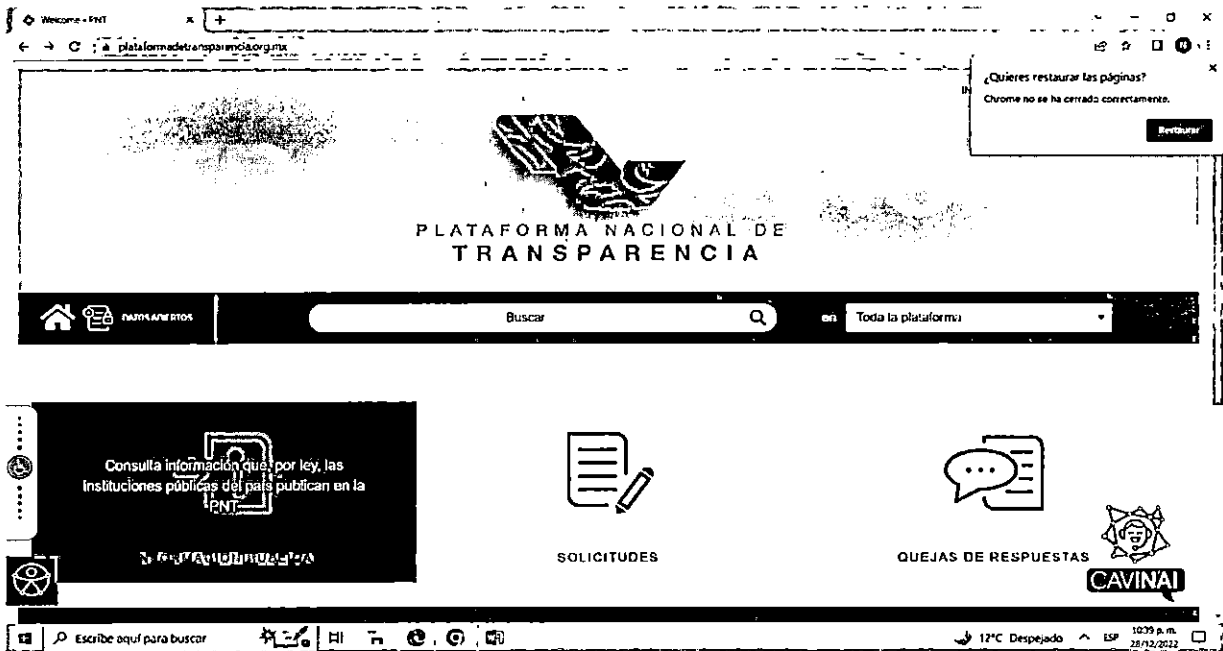 Welcome - PNT
plataformadetransparencia.org.mx
¿Quieres restaurar las páginas?
Chrome no se ha cerrado correctamente.
Restaurar
PLATAFORMA NACIONAL DE
TRANSPARENCIA
DATOS ABIERTOS
Buscar
en
Toda la plataforma
Consulta información que, por ley, las
instituciones públicas del país publican en la
PNT
SOLICITUDES
QUEJAS DE RESPUESTAS
CAVINAI
Escribe aquí para buscar
12°C Despejado
ESP
10:39 p. m.
28/12/2022